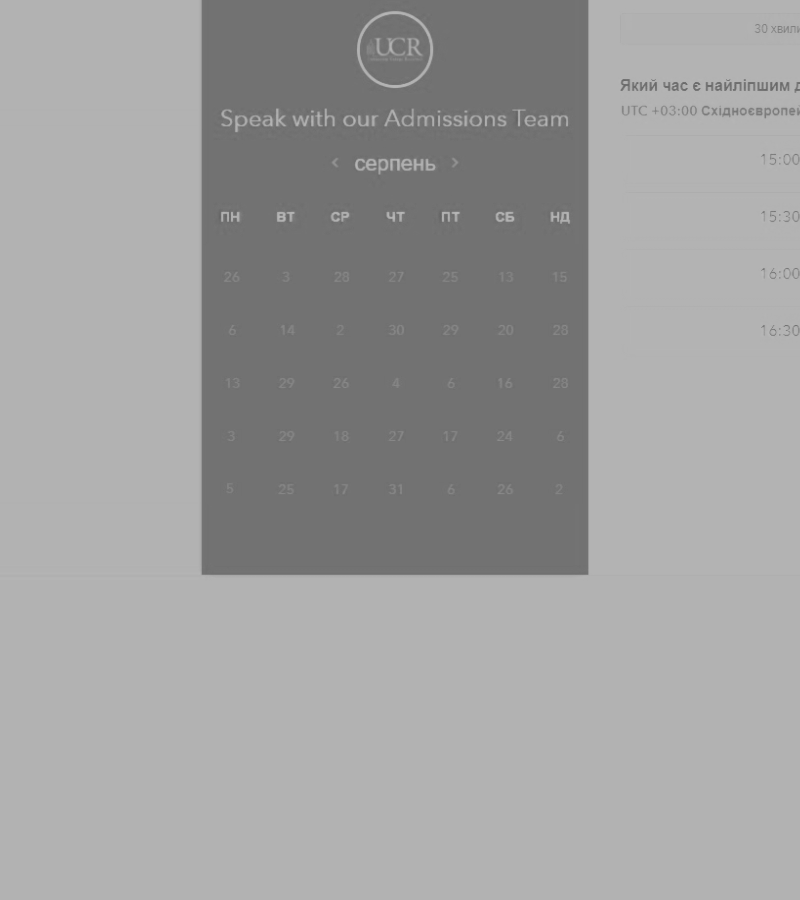 UCR
Speak with our Admissions Team
‹ серпень ›
ПН ВТ СР ЧТ ПТ СБ НД
26 3 28 27 25 13 15
6 14 2 30 29 20 28
13 29 26 4 6 16 28
3 29 18 27 17 24 6
5 25 17 31 6 26 2
30 хвили
Який час є найліпшим д
UTC +03:00 Східноєвропей
15:00
15:30
16:00
16:30